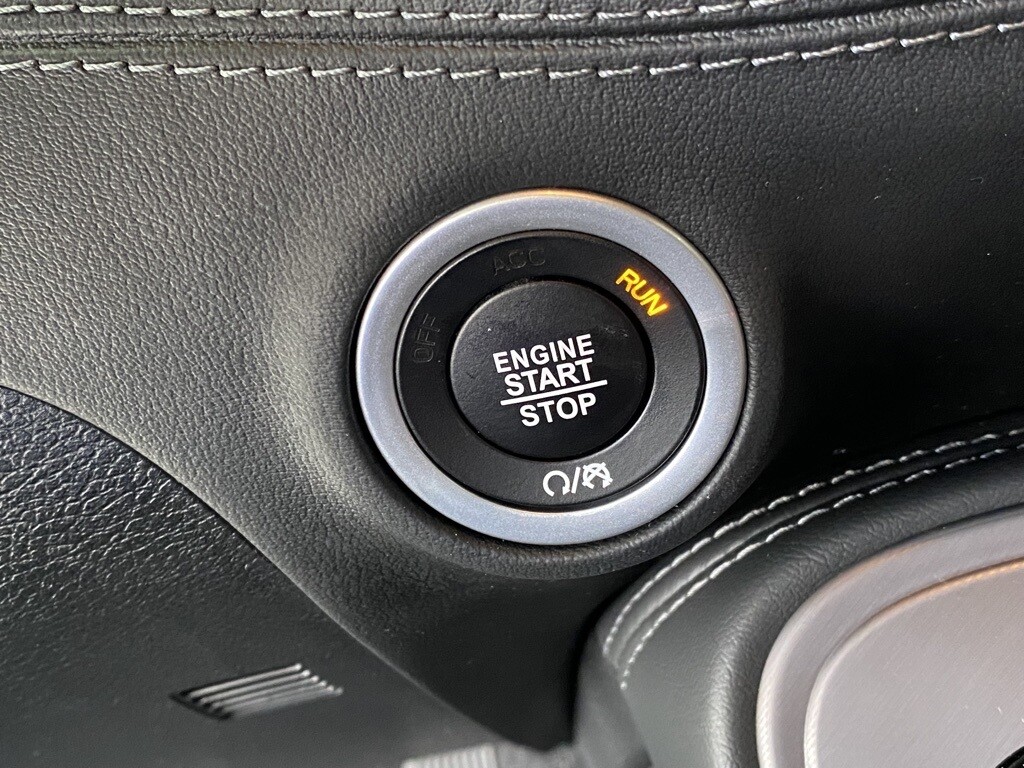 ACC
RUN
OFF
ENGINE
START
STOP